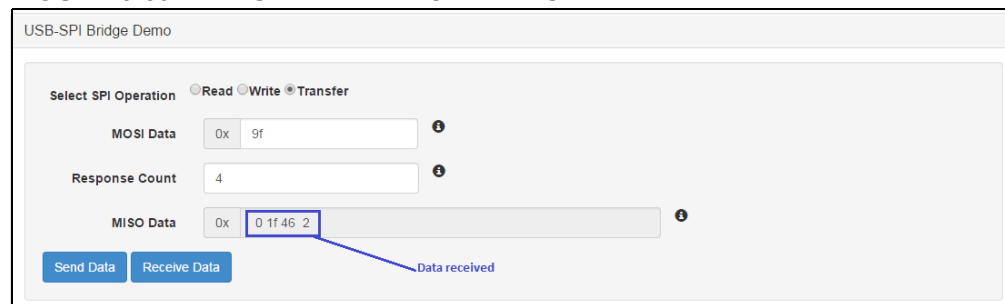 USB-SPI Bridge Demo
Select SPI Operation Read Write Transfer
MOSI Data 0x 9f
Response Count 4
MISO Data 0x 0 1f 46 2
Send Data Receive Data Data received